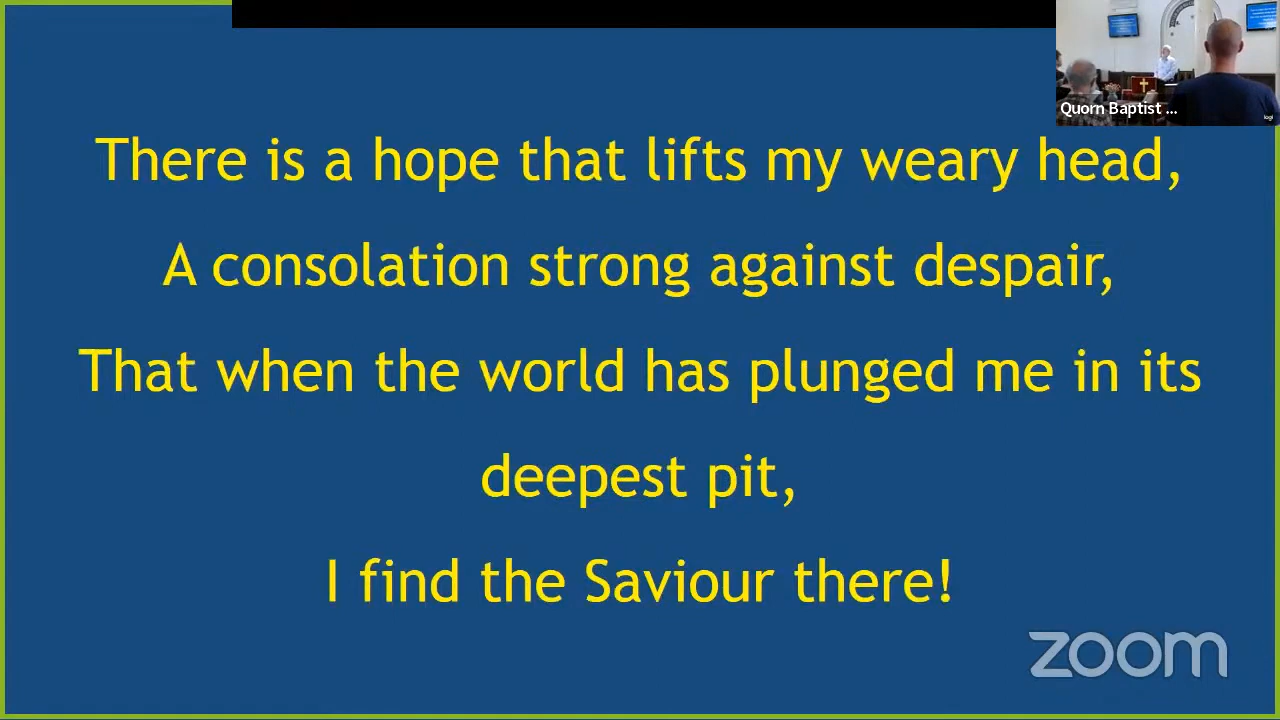 There is a hope that lifts my weary head,
A consolation strong against despair,
That when the world has plunged me in its
deepest pit,
I find the Saviour there!
Quorn Baptist ...
logi
zoom